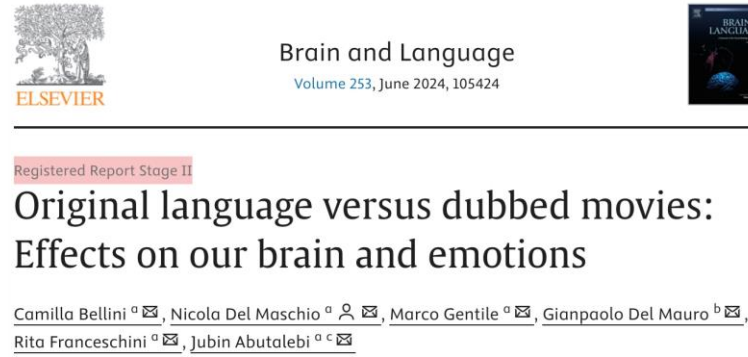 ELSEVIER
Brain and Language
Volume 253, June 2024, 105424
BRAIN
LANGUA
Registered Report Stage II
Original language versus dubbed movies:
Effects on our brain and emotions
Camilla Bellini a, Nicola Del Maschio a, Marco Gentile a, Gianpaolo Del Mauro b,
Rita Franceschini a, Jubin Abutalebi a c